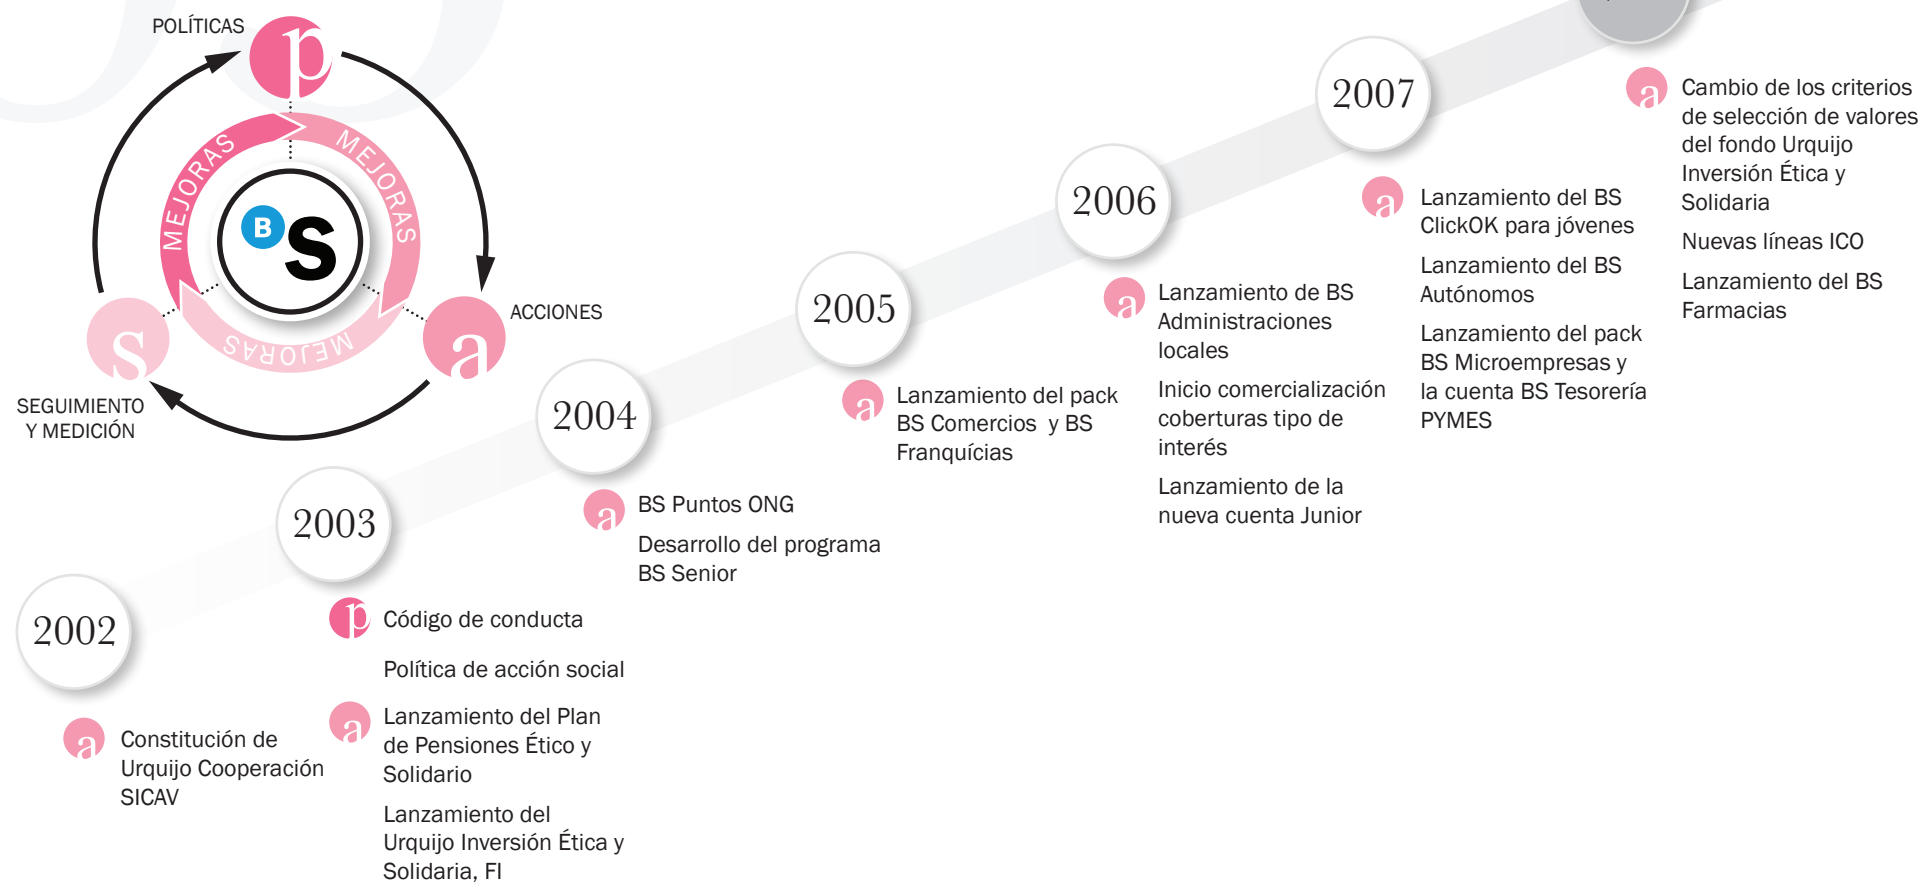 POLÍTICAS
p
MEJORAS
MEJORAS
MEJORAS
B S
a
ACCIONES
s
SEGUIMIENTO
Y MEDICIÓN
2002
a
Constitución de
Urquijo Cooperación
SICAV
2003
p
Código de conducta
Política de acción social
a
Lanzamiento del Plan
de Pensiones Ético y
Solidario
Lanzamiento del
Urquijo Inversión Ética y
Solidaria, FI
2004
a
BS Puntos ONG
Desarrollo del programa
BS Senior
2005
a
Lanzamiento del pack
BS Comercios y BS
Franquícias
2006
a
Lanzamiento de BS
Administraciones
locales
Inicio comercialización
coberturas tipo de
interés
Lanzamiento de la
nueva cuenta Junior
2007
a
Lanzamiento del BS
ClickOK para jóvenes
Lanzamiento del BS
Autónomos
Lanzamiento del pack
BS Microempresas y
la cuenta BS Tesorería
PYMES
a
Cambio de los criterios
de selección de valores
del fondo Urquijo
Inversión Ética y
Solidaria
Nuevas líneas ICO
Lanzamiento del BS
Farmacias